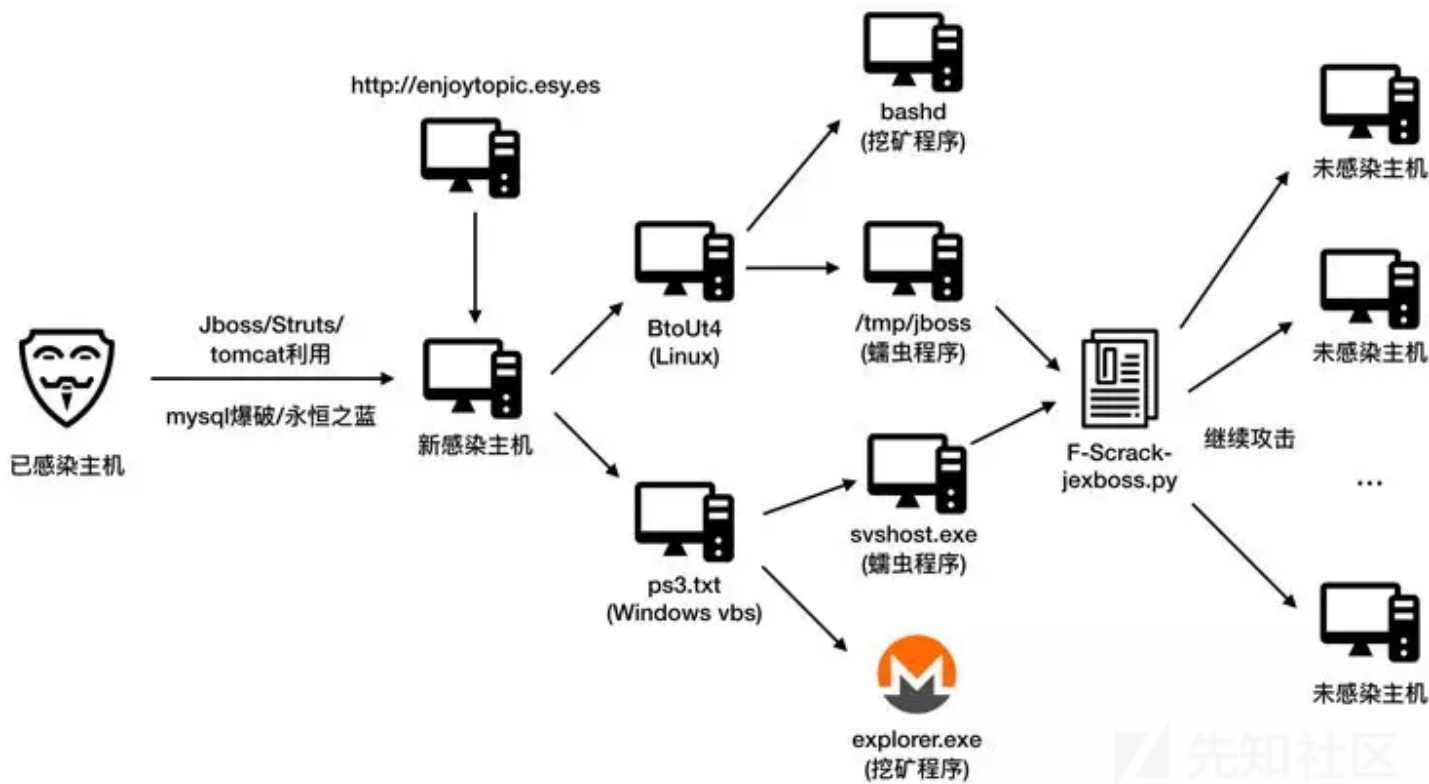 http://enjoytopic.esy.es
Jboss/Struts/
tomcat利用
mysql爆破/永恒之蓝
已感染主机
新感染主机
BtoUt4
(Linux)
ps3.txt
(Windows vbs)
bashd
(挖矿程序)
/tmp/jboss
(蠕虫程序)
svshost.exe
(蠕虫程序)
explorer.exe
(挖矿程序)
F-Scrack-
jexboss.py
继续攻击
未感染主机
未感染主机
...
未感染主机
先知社区